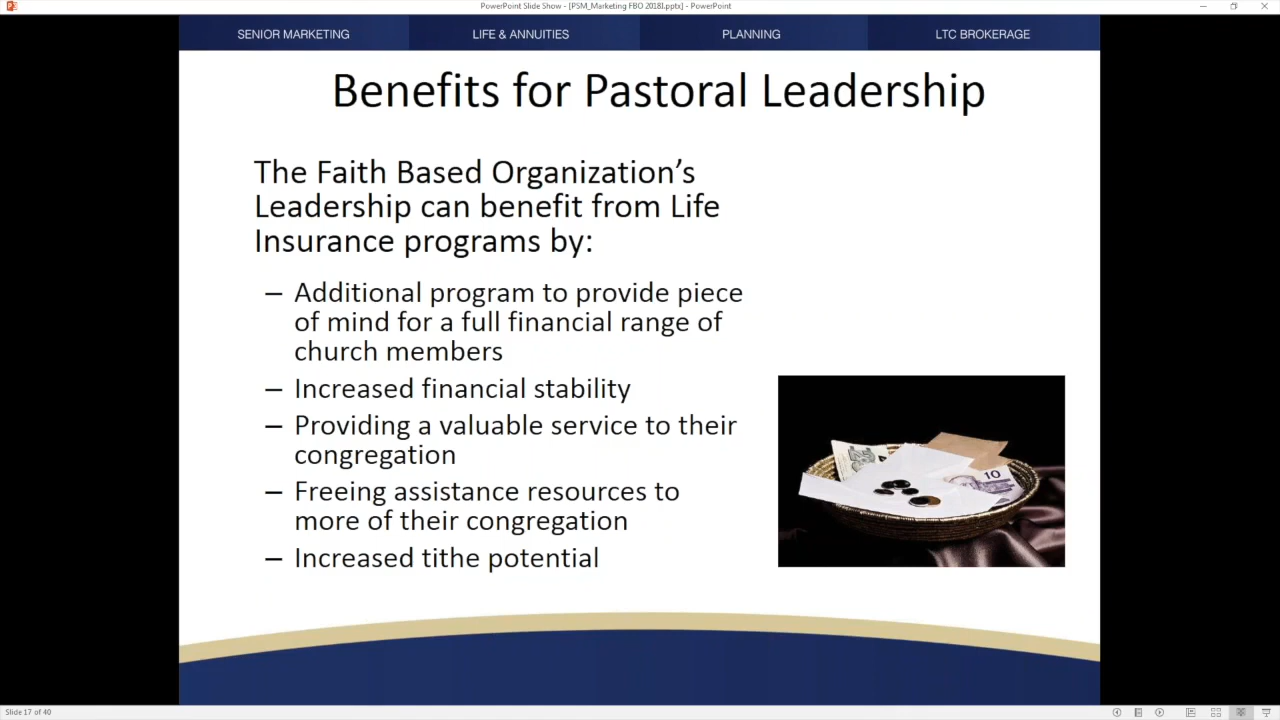 PowerPoint Slide Show - [PSM_Marketing FBO 2018J.pptx] - PowerPoint
SENIOR MARKETING
LIFE & ANNUITIES
PLANNING
LTC BROKERAGE
Benefits for Pastoral Leadership
The Faith Based Organization’s
Leadership can benefit from Life
Insurance programs by:
– Additional program to provide piece
of mind for a full financial range of
church members
– Increased financial stability
– Providing a valuable service to their
congregation
– Freeing assistance resources to
more of their congregation
– Increased tithe potential
10
Slide 17 of 40